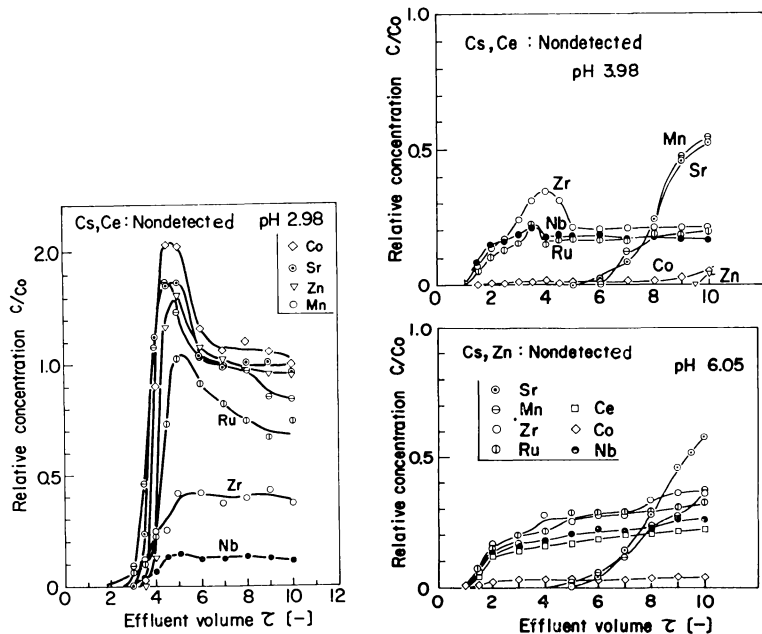 Relative concentration C/Co
Cs,Ce: Nondetected pH 2.98
Co
Sr
Zn
Mn
2.0
1.0
0.5
0
Ru
Zr
Nb
0 2 4 6 8 10 12
Effluent volume τ [-]
Relative concentration C/Co
1.0
0.5
0
Cs,Ce : Nondetected
pH 3.98
Mn
Sr
Zr
Nb
Ru
Co
Zn
0 2 4 6 8 10
Relative concentration C/Co
1.0
0.5
0
Cs,Zn : Nondetected
pH 6.05
Sr
Mn Ce
Zr Co
Ru Nb
0 2 4 6 8 10
Effluent volume τ [-]